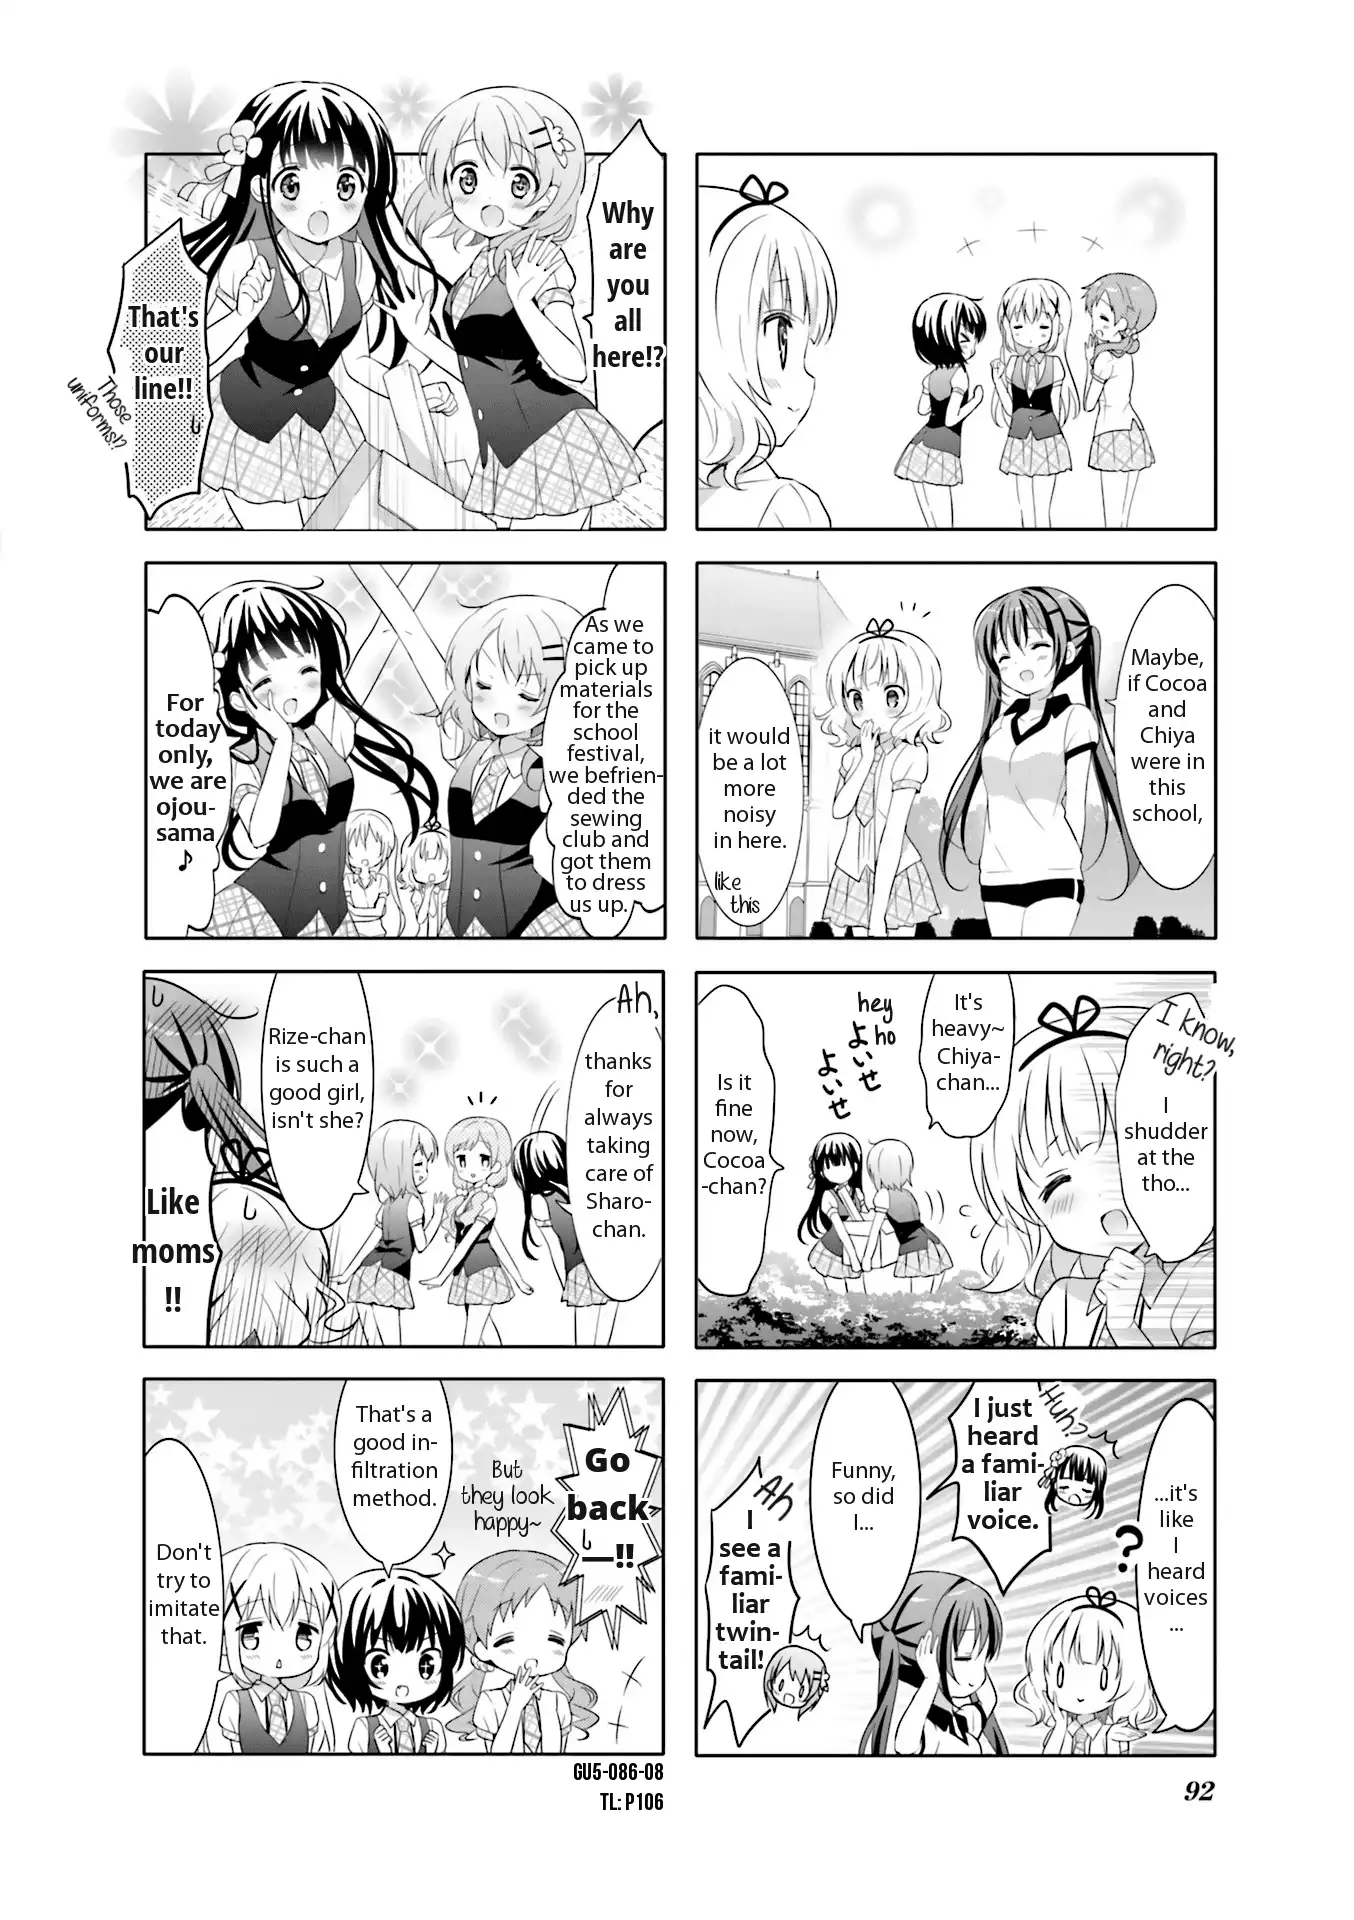 Maybe,
if Cocoa
and
Chiya
were in
this
school,
it would
be a lot
more
noisy
in here.
like
this
I know,
right?
I
shudder
at the
tho...
It's
heavy~
Chiya-
chan...
hey
ho
よいせ
よいせ
Is it
fine
now,
Cocoa
-chan?
...it's
like
I
heard
voices
...
?
Huh?
I just
heard
a fami-
liar
voice.
Funny,
so did
I...
Ah
I
see a
fami-
liar
twin-
tail!
Why
are
you
all
here!?
That's
our
line!!
Those
uniforms!?
As we
came to
pick up
materials
for the
school
festival,
we befrien-
ded the
sewing
club and
got them
to dress
us up.
For
today
only,
we are
ojou-
sama
♪
Ah,
thanks
for
always
taking
care of
Sharo-
chan.
Rize-chan
is such a
good girl,
isn't she?
Like
moms
!!
Go
back
—!!
But
they look
happy~
That's a
good in-
filtration
method.
Don't
try to
imitate
that.
GU5-086-08
TL: P106
92